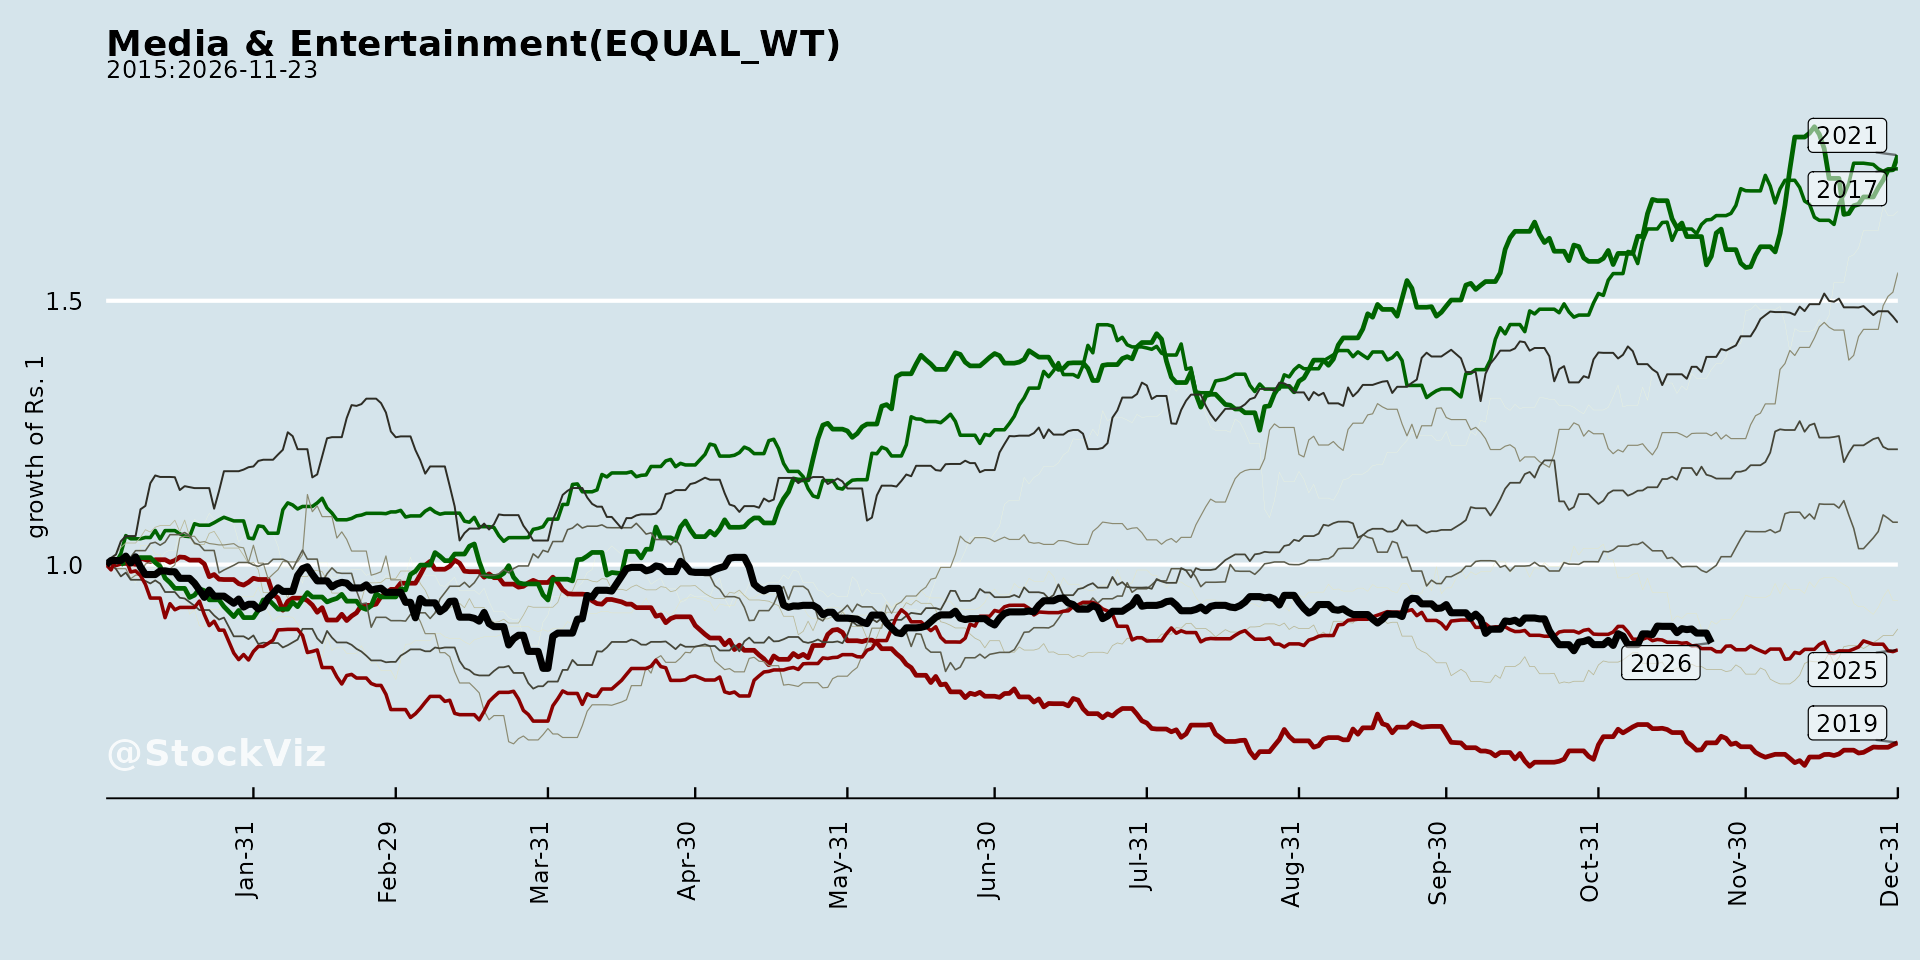 Media & Entertainment(EQUAL_WT)
2015:2026-11-23
growth of Rs. 1
1.5
1.0
2021
2017
2026
2025
2019
@StockViz
Jan-31
Feb-29
Mar-31
Apr-30
May-31
Jun-30
Jul-31
Aug-31
Sep-30
Oct-31
Nov-30
Dec-31